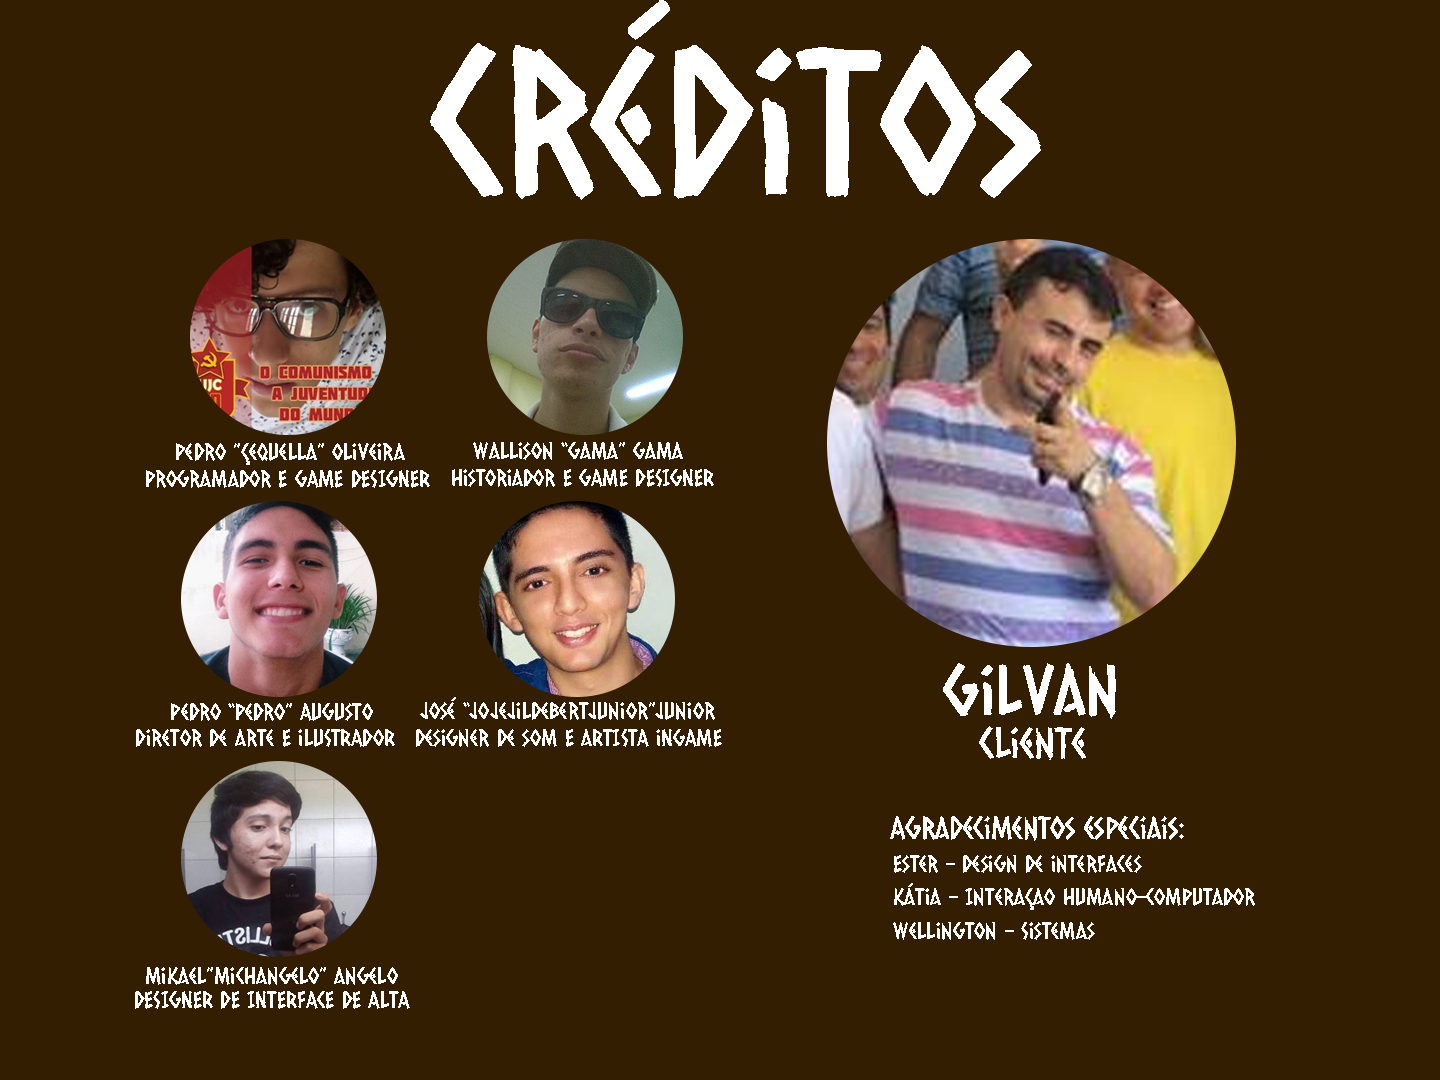 CRÉDITOS
O COMUNISMO
A JUVENTUD
DO MUN
UJC
PEDRO "ÇEQUELLA" OLIVEIRA
PROGRAMADOR E GAME DESIGNER
WALLISON "GAMA" GAMA
HISTORIADOR E GAME DESIGNER
PEDRO "PEDRO" AUGUSTO
DIRETOR DE ARTE E ILUSTRADOR
JOSÉ "JOJEJILDEBERTJUNIOR"JUNIOR
DESIGNER DE SOM E ARTISTA INGAME
MIKAEL"MICHANGELO" ANGELO
DESIGNER DE INTERFACE DE ALTA
GILVAN
CLIENTE
AGRADECIMENTOS ESPECIAIS:
ESTER - DESIGN DE INTERFACES
KÁTIA - INTERAÇAO HUMANO-COMPUTADOR
WELLINGTON - SISTEMAS